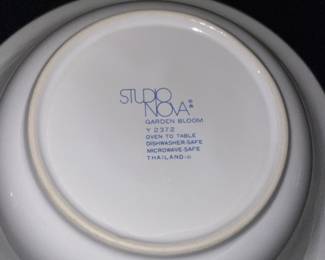 STUDIO
NOVA®
GARDEN BLOOM
Y 2372
OVEN TO TABLE
DISHWASHER-SAFE
MICROWAVE-SAFE
THAILAND